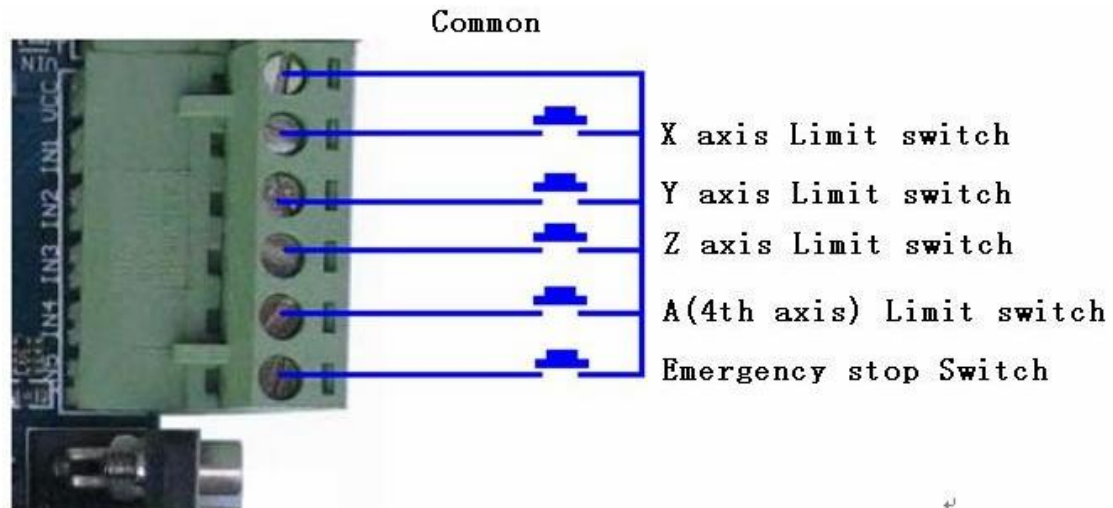 Common
VCC
X axis Limit switch
IN1
Y axis Limit switch
IN2
Z axis Limit switch
IN3
A(4th axis) Limit switch
IN4
Emergency stop Switch